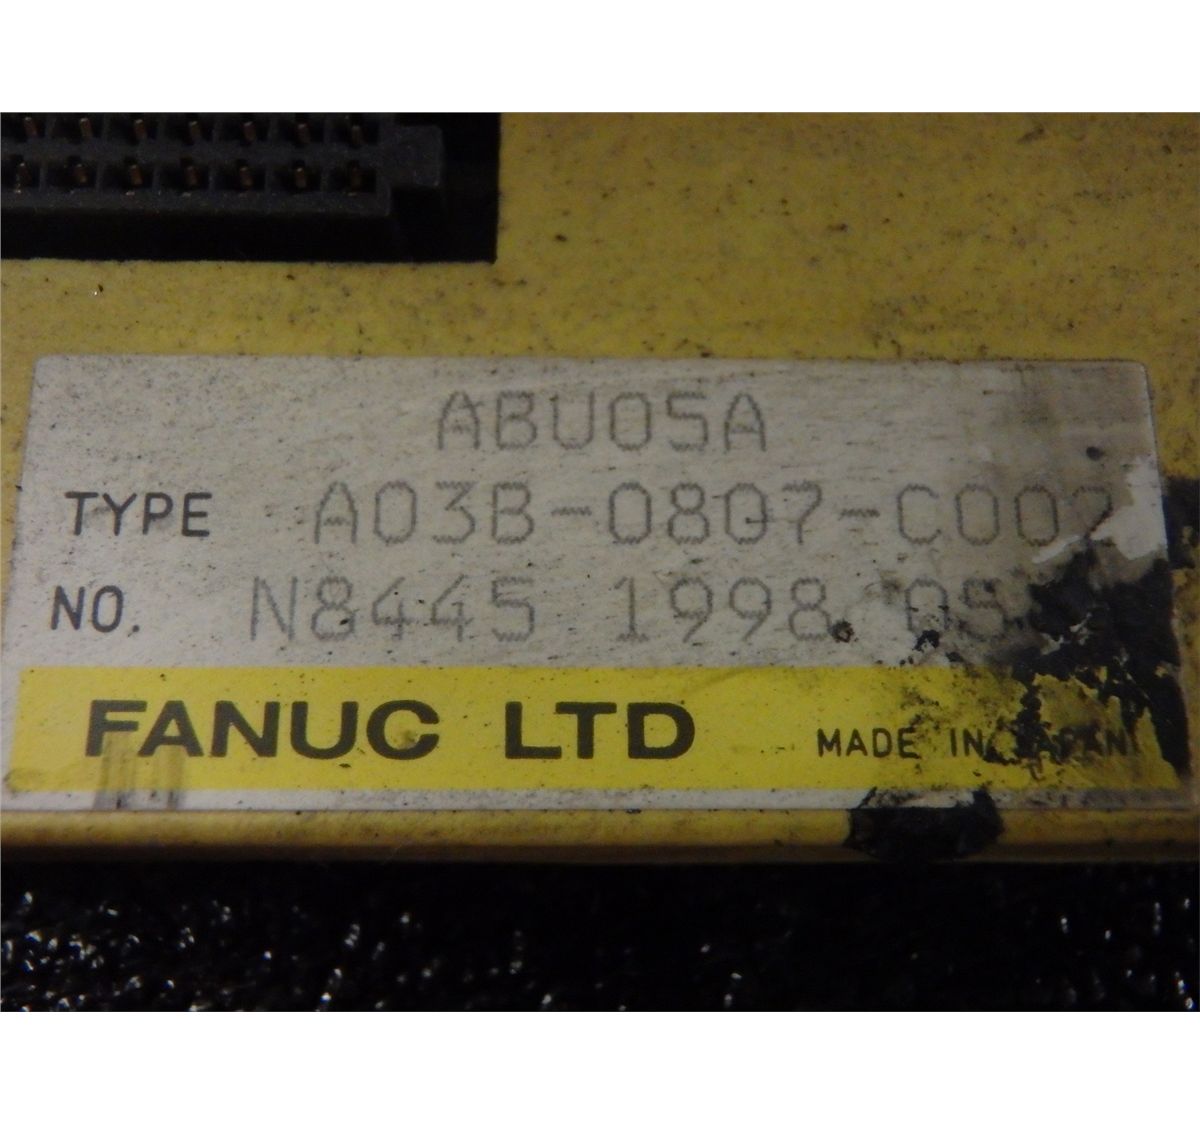 ABU05A
TYPE A03B-0807-C002
NO. N8445 1998
FANUC LTD MADE IN JAPAN